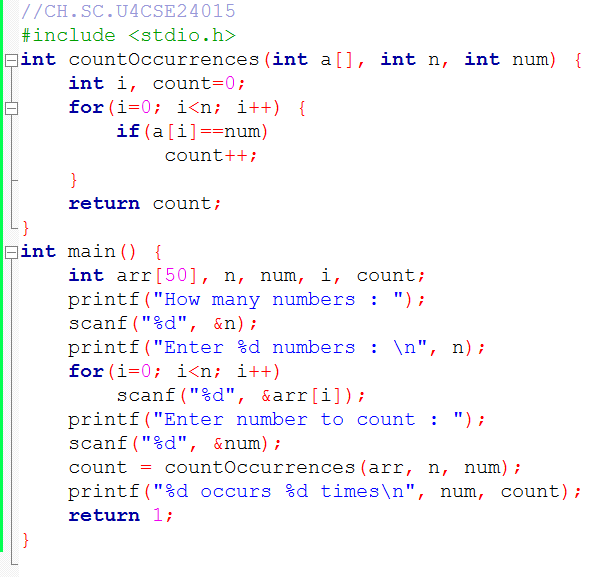 //CH.SC.U4CSE24015
#include <stdio.h>
int countOccurrences(int a[], int n, int num) {
    int i, count=0;
    for(i=0; i<n; i++) {
        if(a[i]==num)
            count++;
    }
    return count;
}
int main() {
    int arr[50], n, num, i, count;
    printf("How many numbers : ");
    scanf("%d", &n);
    printf("Enter %d numbers : \n", n);
    for(i=0; i<n; i++)
        scanf("%d", &arr[i]);
    printf("Enter number to count : ");
    scanf("%d", &num);
    count = countOccurrences(arr, n, num);
    printf("%d occurs %d times\n", num, count);
    return 1;
}